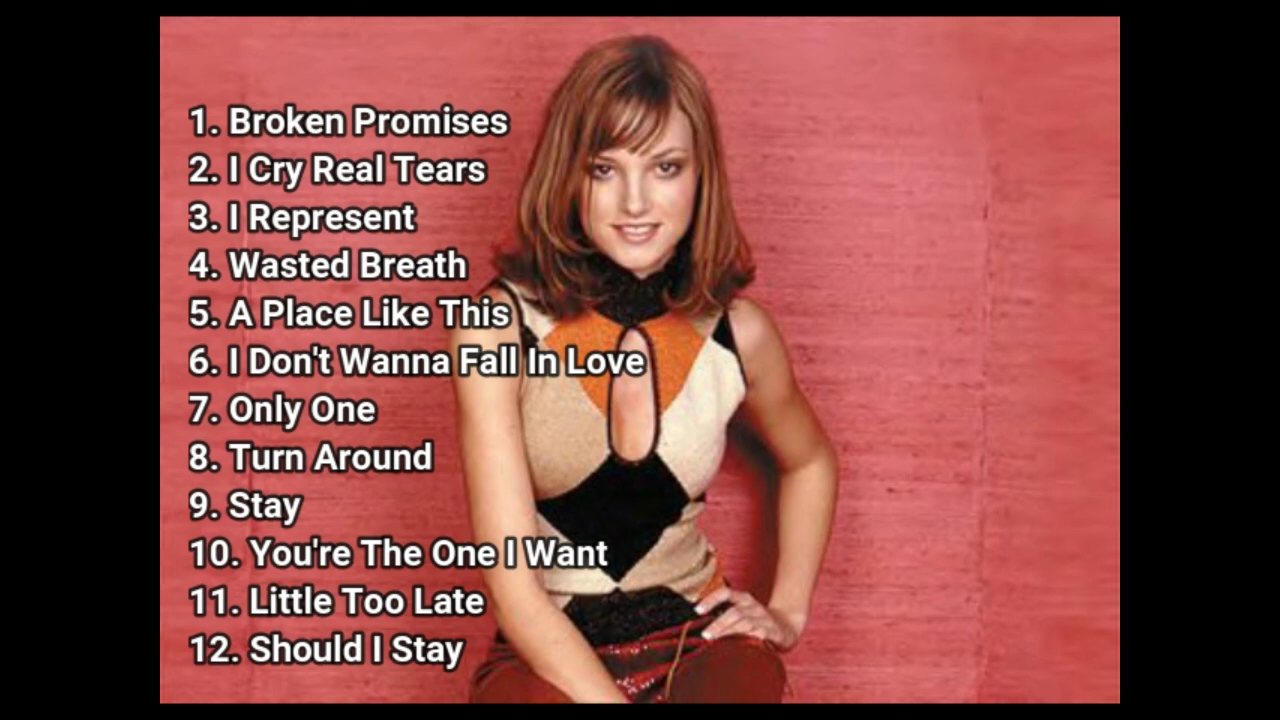 1. Broken Promises
2. I Cry Real Tears
3. I Represent
4. Wasted Breath
5. A Place Like This
6. I Don't Wanna Fall In Love
7. Only One
8. Turn Around
9. Stay
10. You're The One I Want
11. Little Too Late
12. Should I Stay